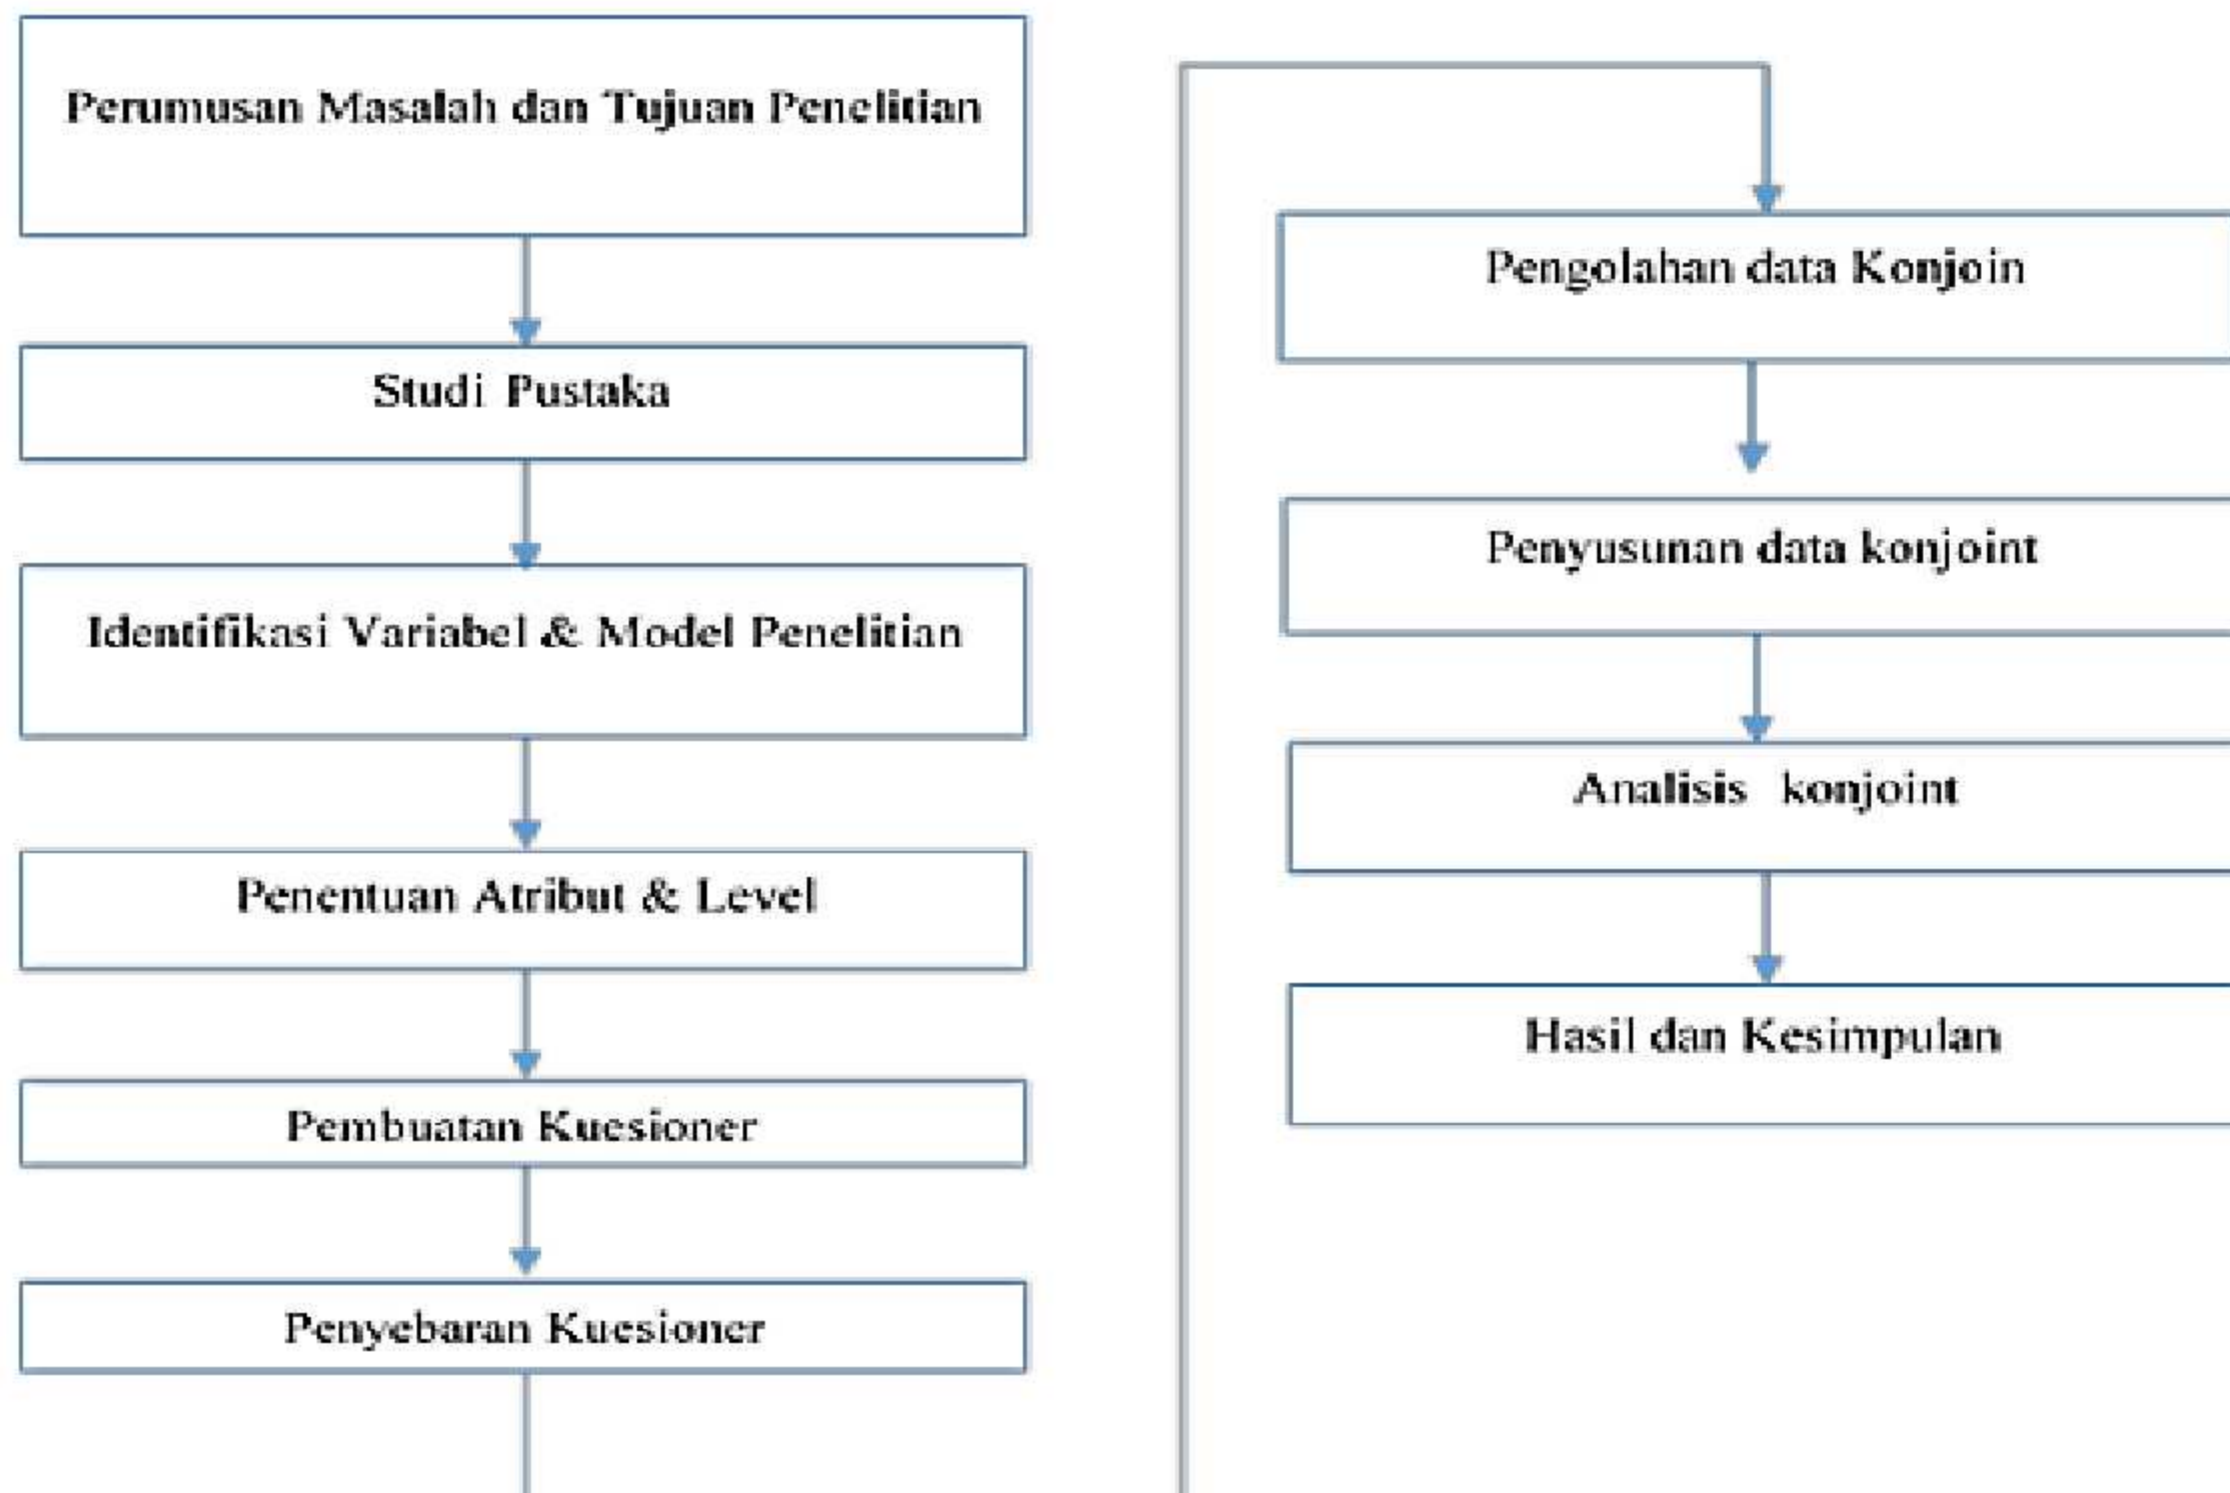 Perumusan Masalah dan Tujuan Penelitian
Studi Pustaka
Identifikasi Variabel & Model Penelitian
Penentuan Atribut & Level
Pembuatan Kuesioner
Penyebaran Kuesioner
Pengolahan data Konjoin
Penyusunan data konjoint
Analisis konjoint
Hasil dan Kesimpulan